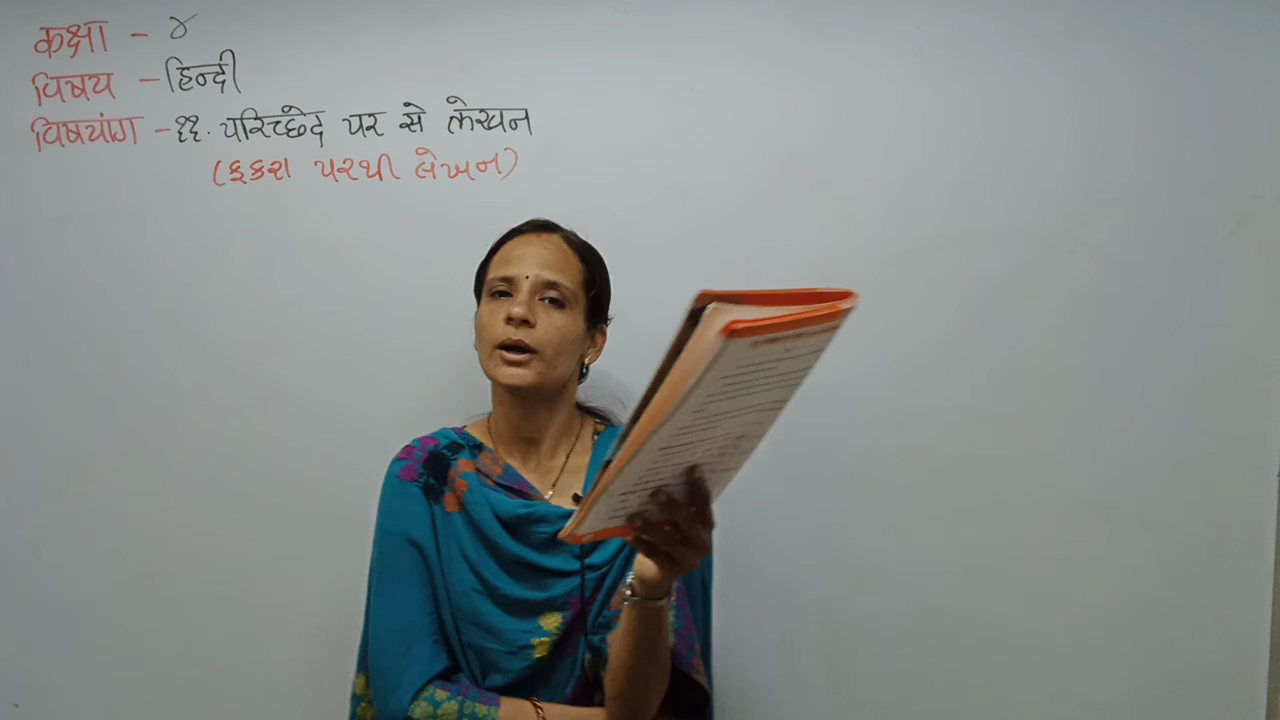 कक्षा - ४
विषय - हिन्दी
विषयांग - ११. परिच्छेद पर से लेखन
(ફકરા પરથી લેખન)